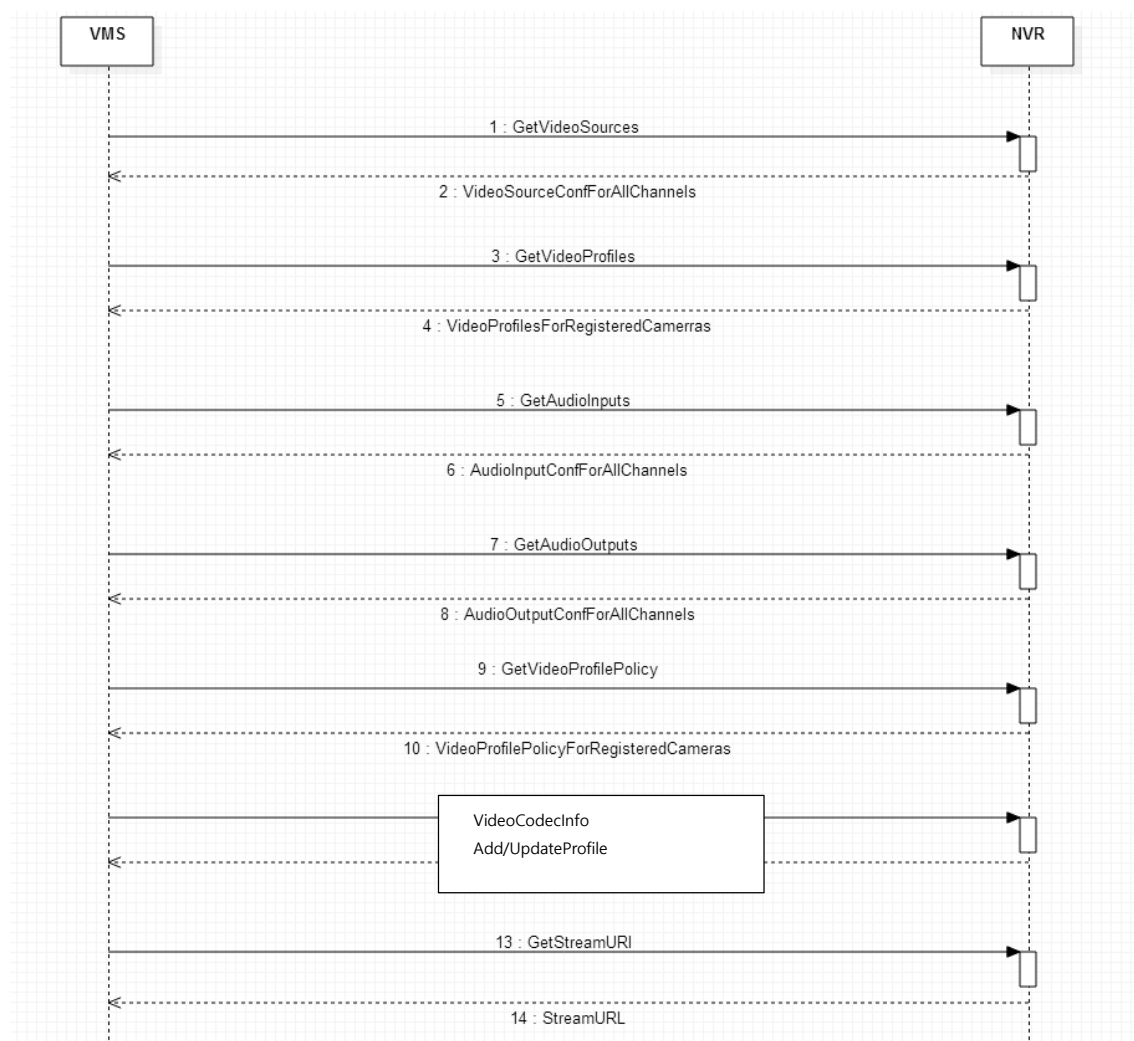 VMS
NVR
1 : GetVideoSources
2 : VideoSourceConfForAllChannels
3 : GetVideoProfiles
4 : VideoProfilesForRegisteredCamerras
5 : GetAudioInputs
6 : AudioInputConfForAllChannels
7 : GetAudioOutputs
8 : AudioOutputConfForAllChannels
9 : GetVideoProfilePolicy
10 : VideoProfilePolicyForRegisteredCameras
VideoCodecInfo
Add/UpdateProfile
13 : GetStreamURI
14 : StreamURL